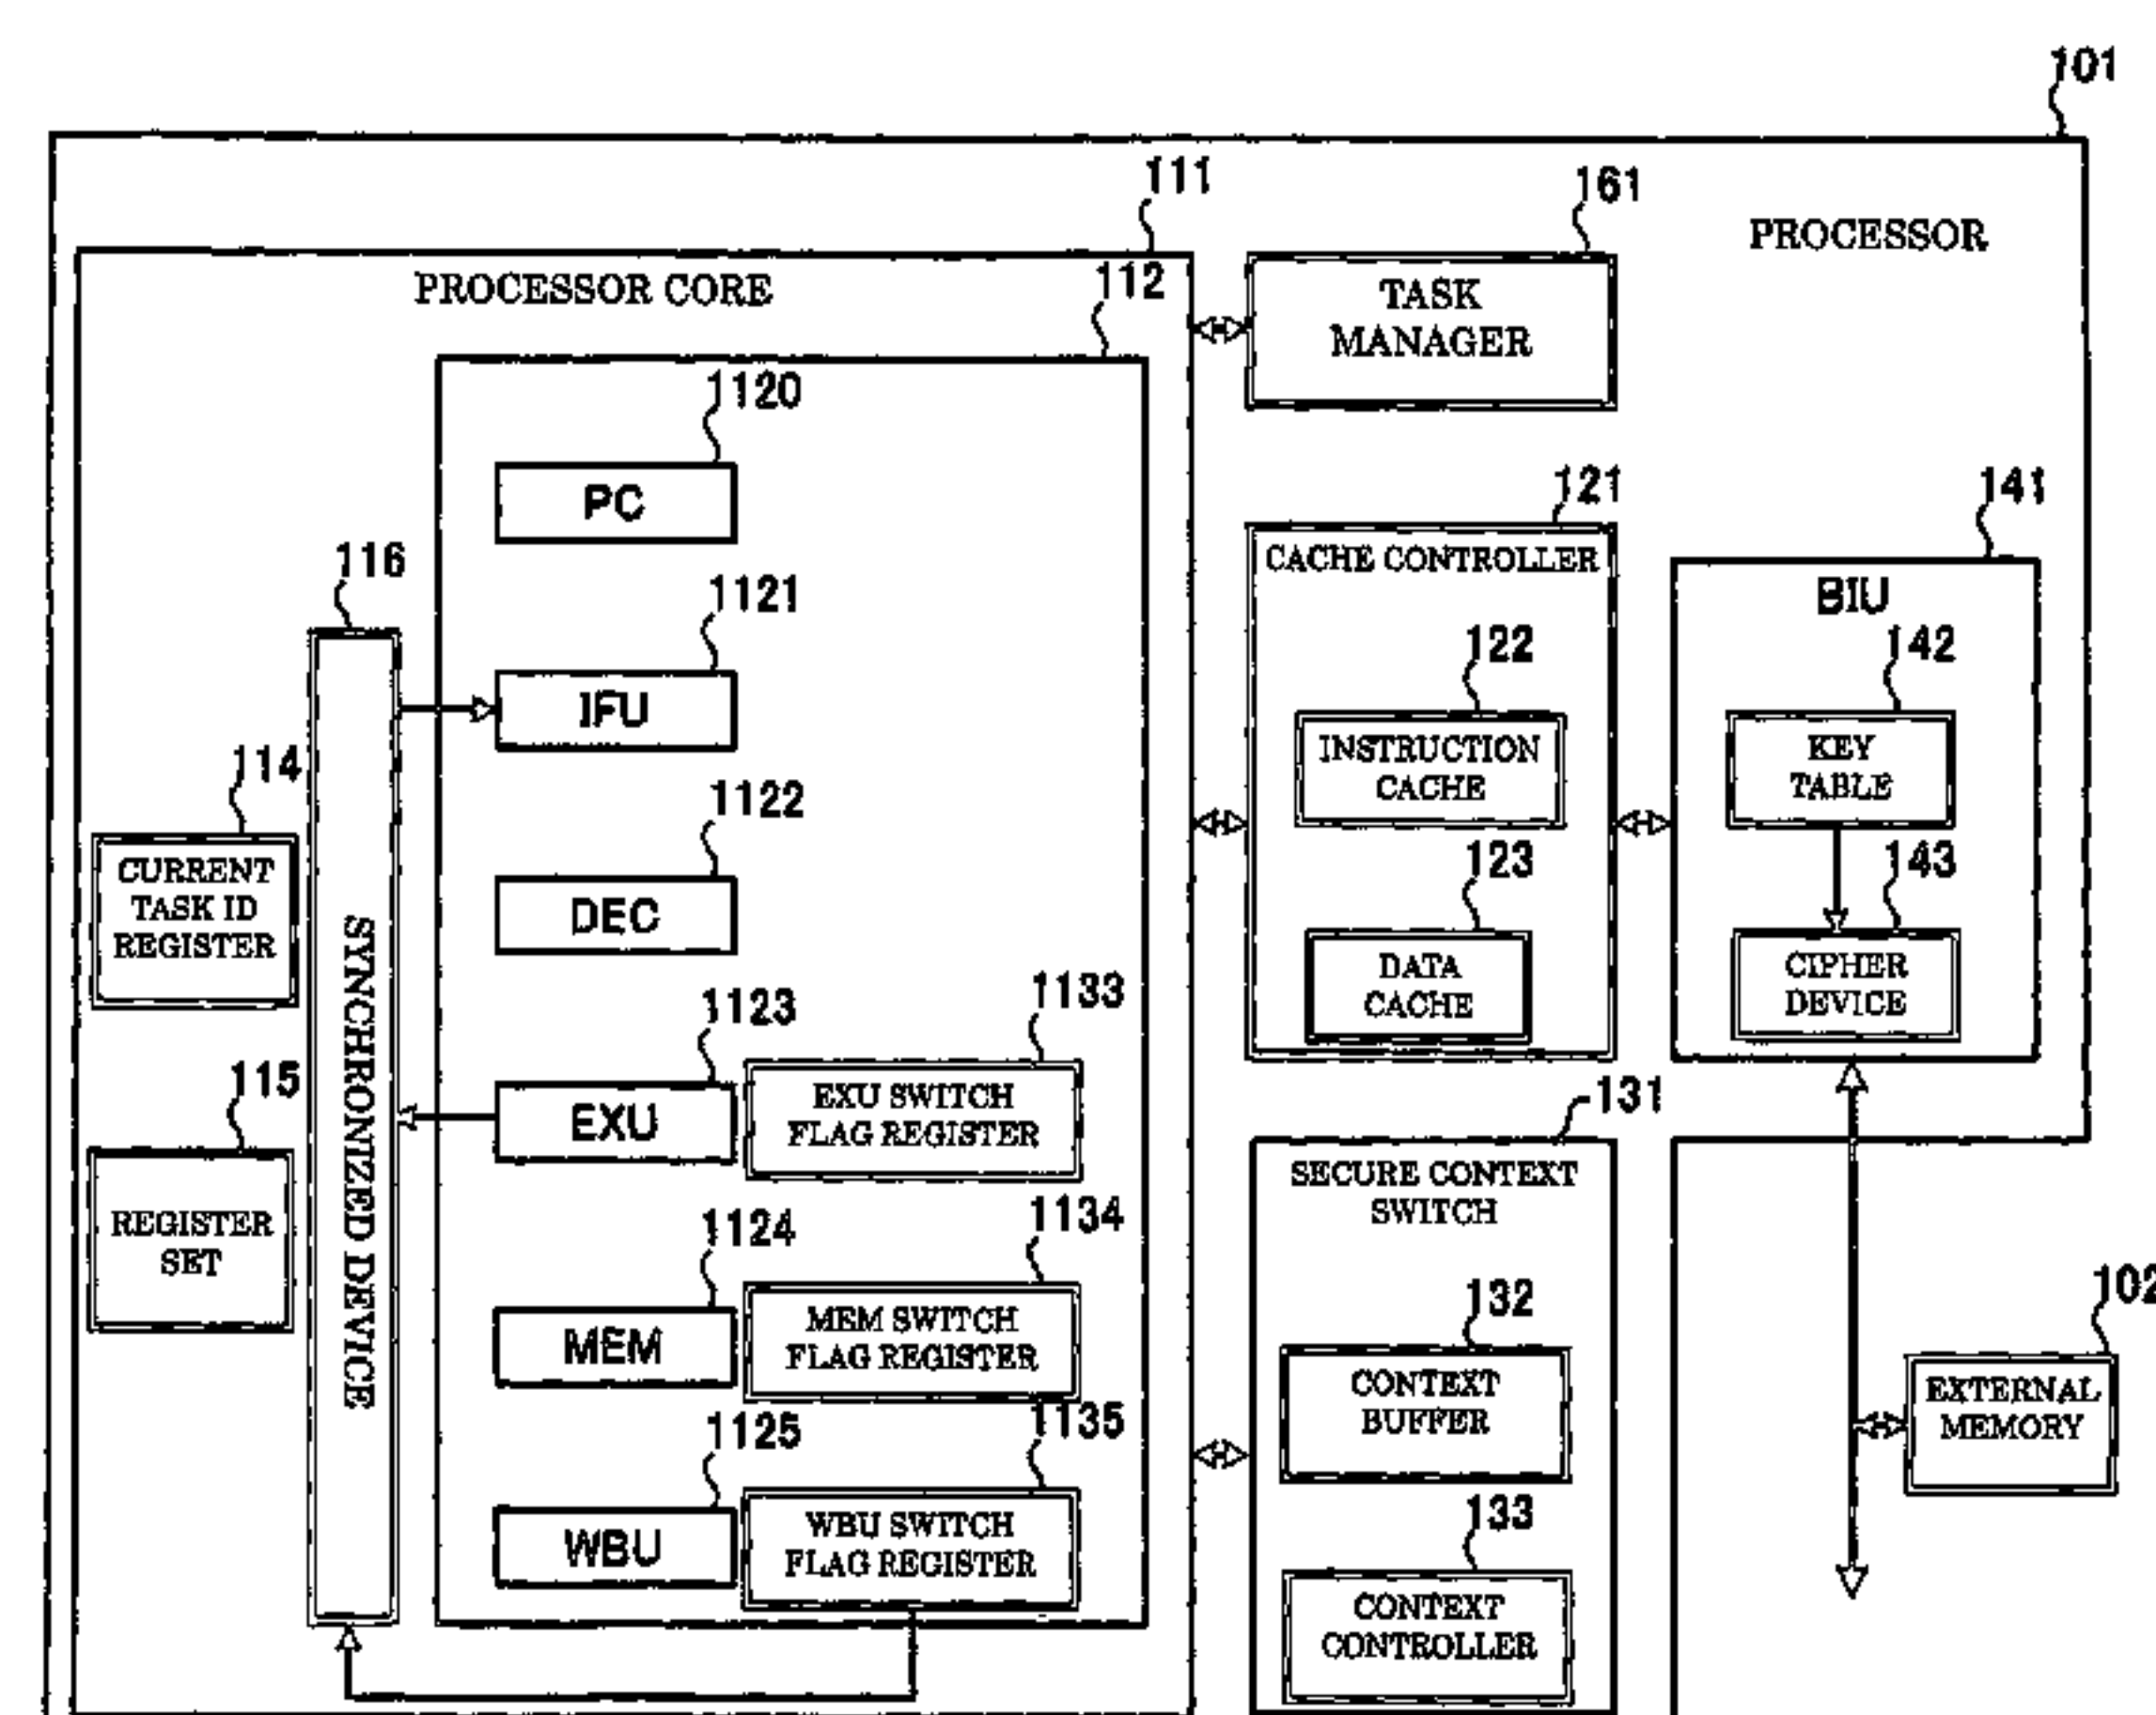 101
111
161
PROCESSOR
PROCESSOR CORE
112
TASK
MANAGER
1120
PC
121
141
CACHE CONTROLLER
BIU
116
1121
IFU
122
142
INSTRUCTION
CACHE
KEY
TABLE
114
1122
CURRENT
TASK ID
REGISTER
DEC
123
143
DATA
CACHE
CIPHER
DEVICE
SYNCHRONIZED DEVICE
1123
1133
EXU
EXU SWITCH
FLAG REGISTER
115
REGISTER
SET
131
SECURE CONTEXT
SWITCH
1124
1134
MEM
MEM SWITCH
FLAG REGISTER
132
CONTEXT
BUFFER
102
EXTERNAL
MEMORY
1125
1135
WBU
WBU SWITCH
FLAG REGISTER
133
CONTEXT
CONTROLLER